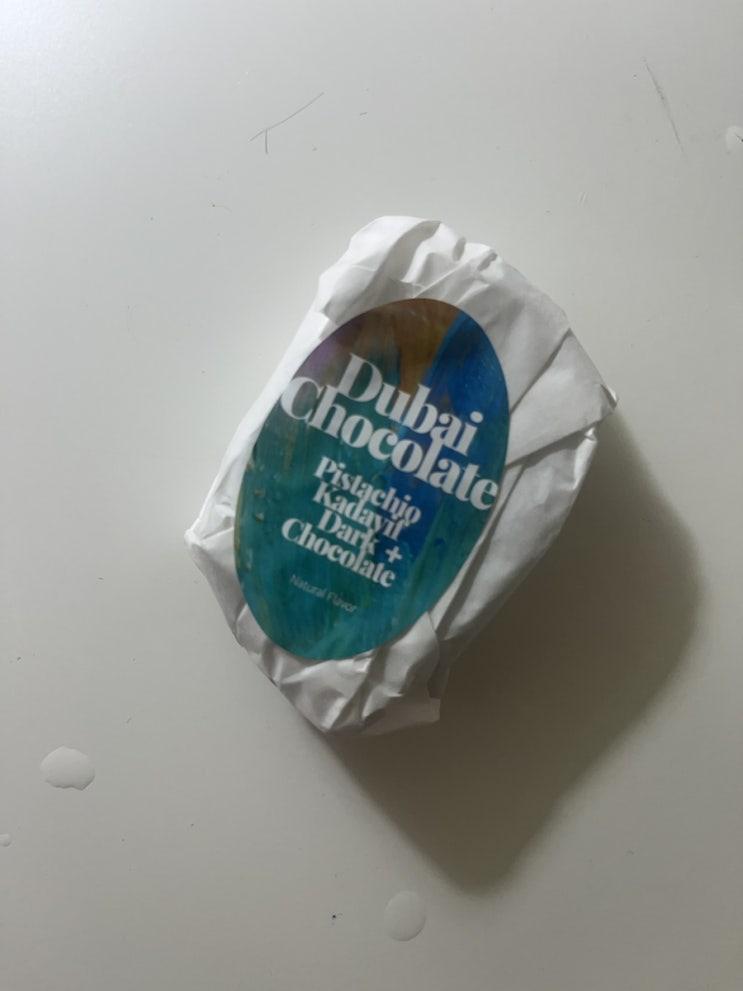 Dubai
Chocolate
Pistachio
Kadayif
Dark +
Chocolate
Natural Flavor